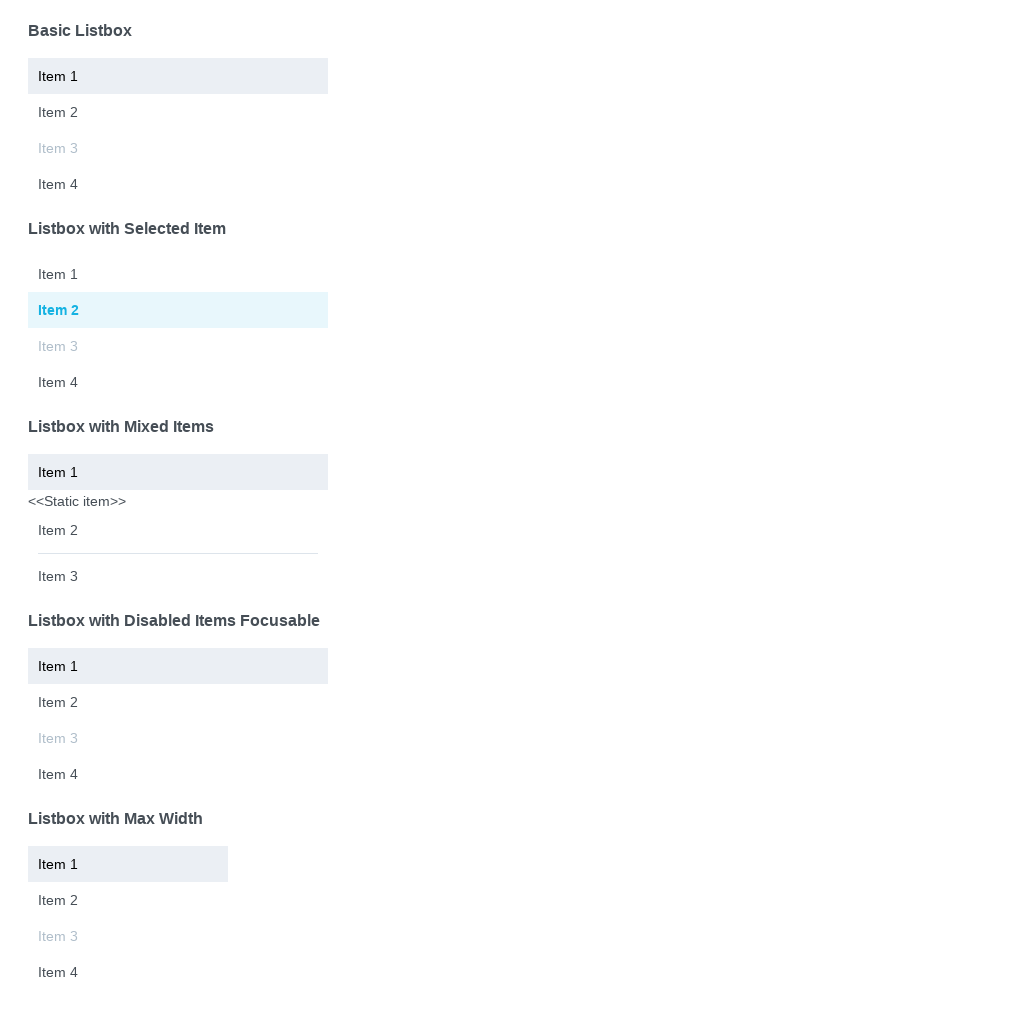 Basic Listbox
Item 1
Item 2
Item 3
Item 4
Listbox with Selected Item
Item 1
Item 2
Item 3
Item 4
Listbox with Mixed Items
Item 1
<<Static item>>
Item 2
Item 3
Listbox with Disabled Items Focusable
Item 1
Item 2
Item 3
Item 4
Listbox with Max Width
Item 1
Item 2
Item 3
Item 4